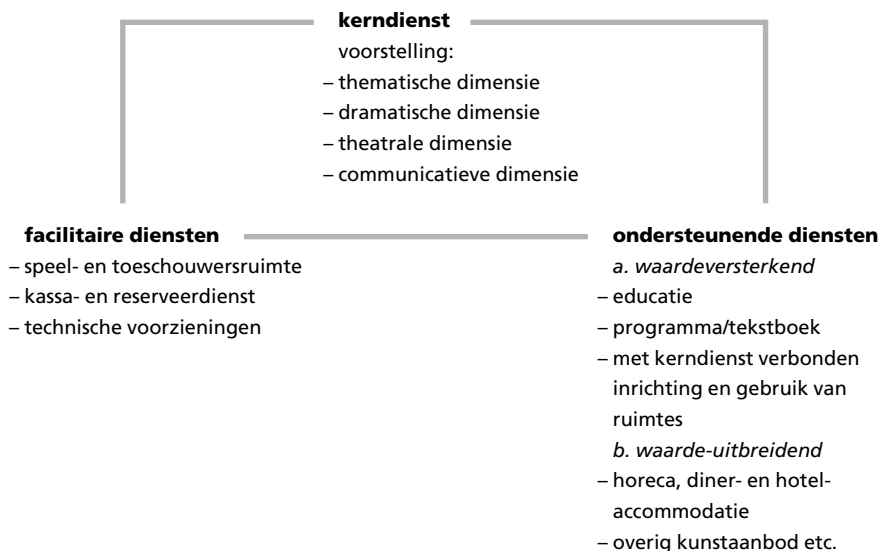 kerndienst
voorstelling:
– thematische dimensie
– dramatische dimensie
– theatrale dimensie
– communicatieve dimensie
facilitaire diensten
– speel- en toeschouwersruimte
– kassa- en reserveerdienst
– technische voorzieningen
ondersteunende diensten
a. waardeversterkend
– educatie
– programma/tekstboek
– met kerndienst verbonden
inrichting en gebruik van
ruimtes
b. waarde-uitbreidend
– horeca, diner- en hotel-
accommodatie
– overig kunstaanbod etc.